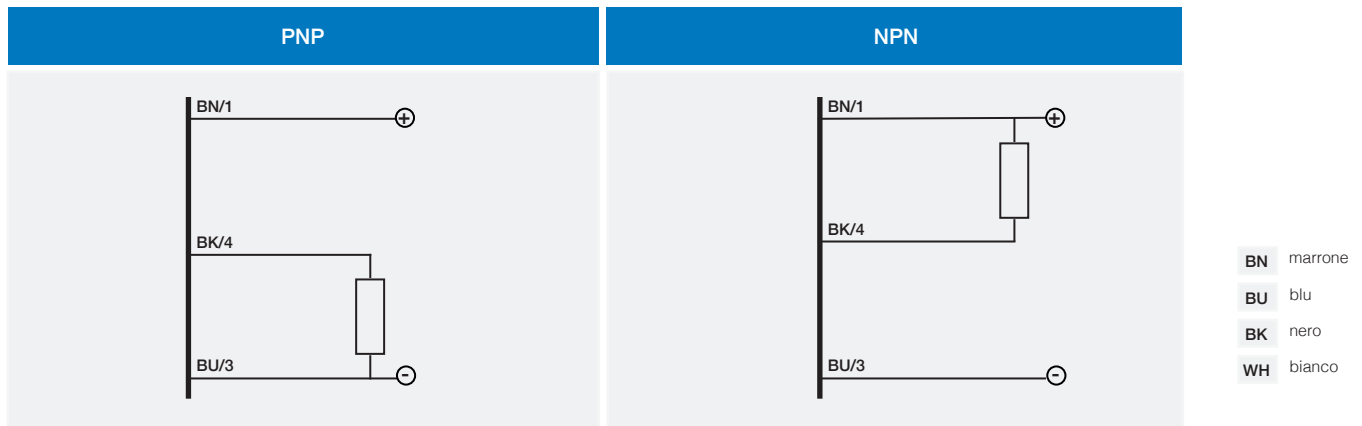 PNP
NPN
BN/1
+
BK/4
BU/3
-
BN/1
+
BK/4
BU/3
-
BN marrone
BU blu
BK nero
WH bianco